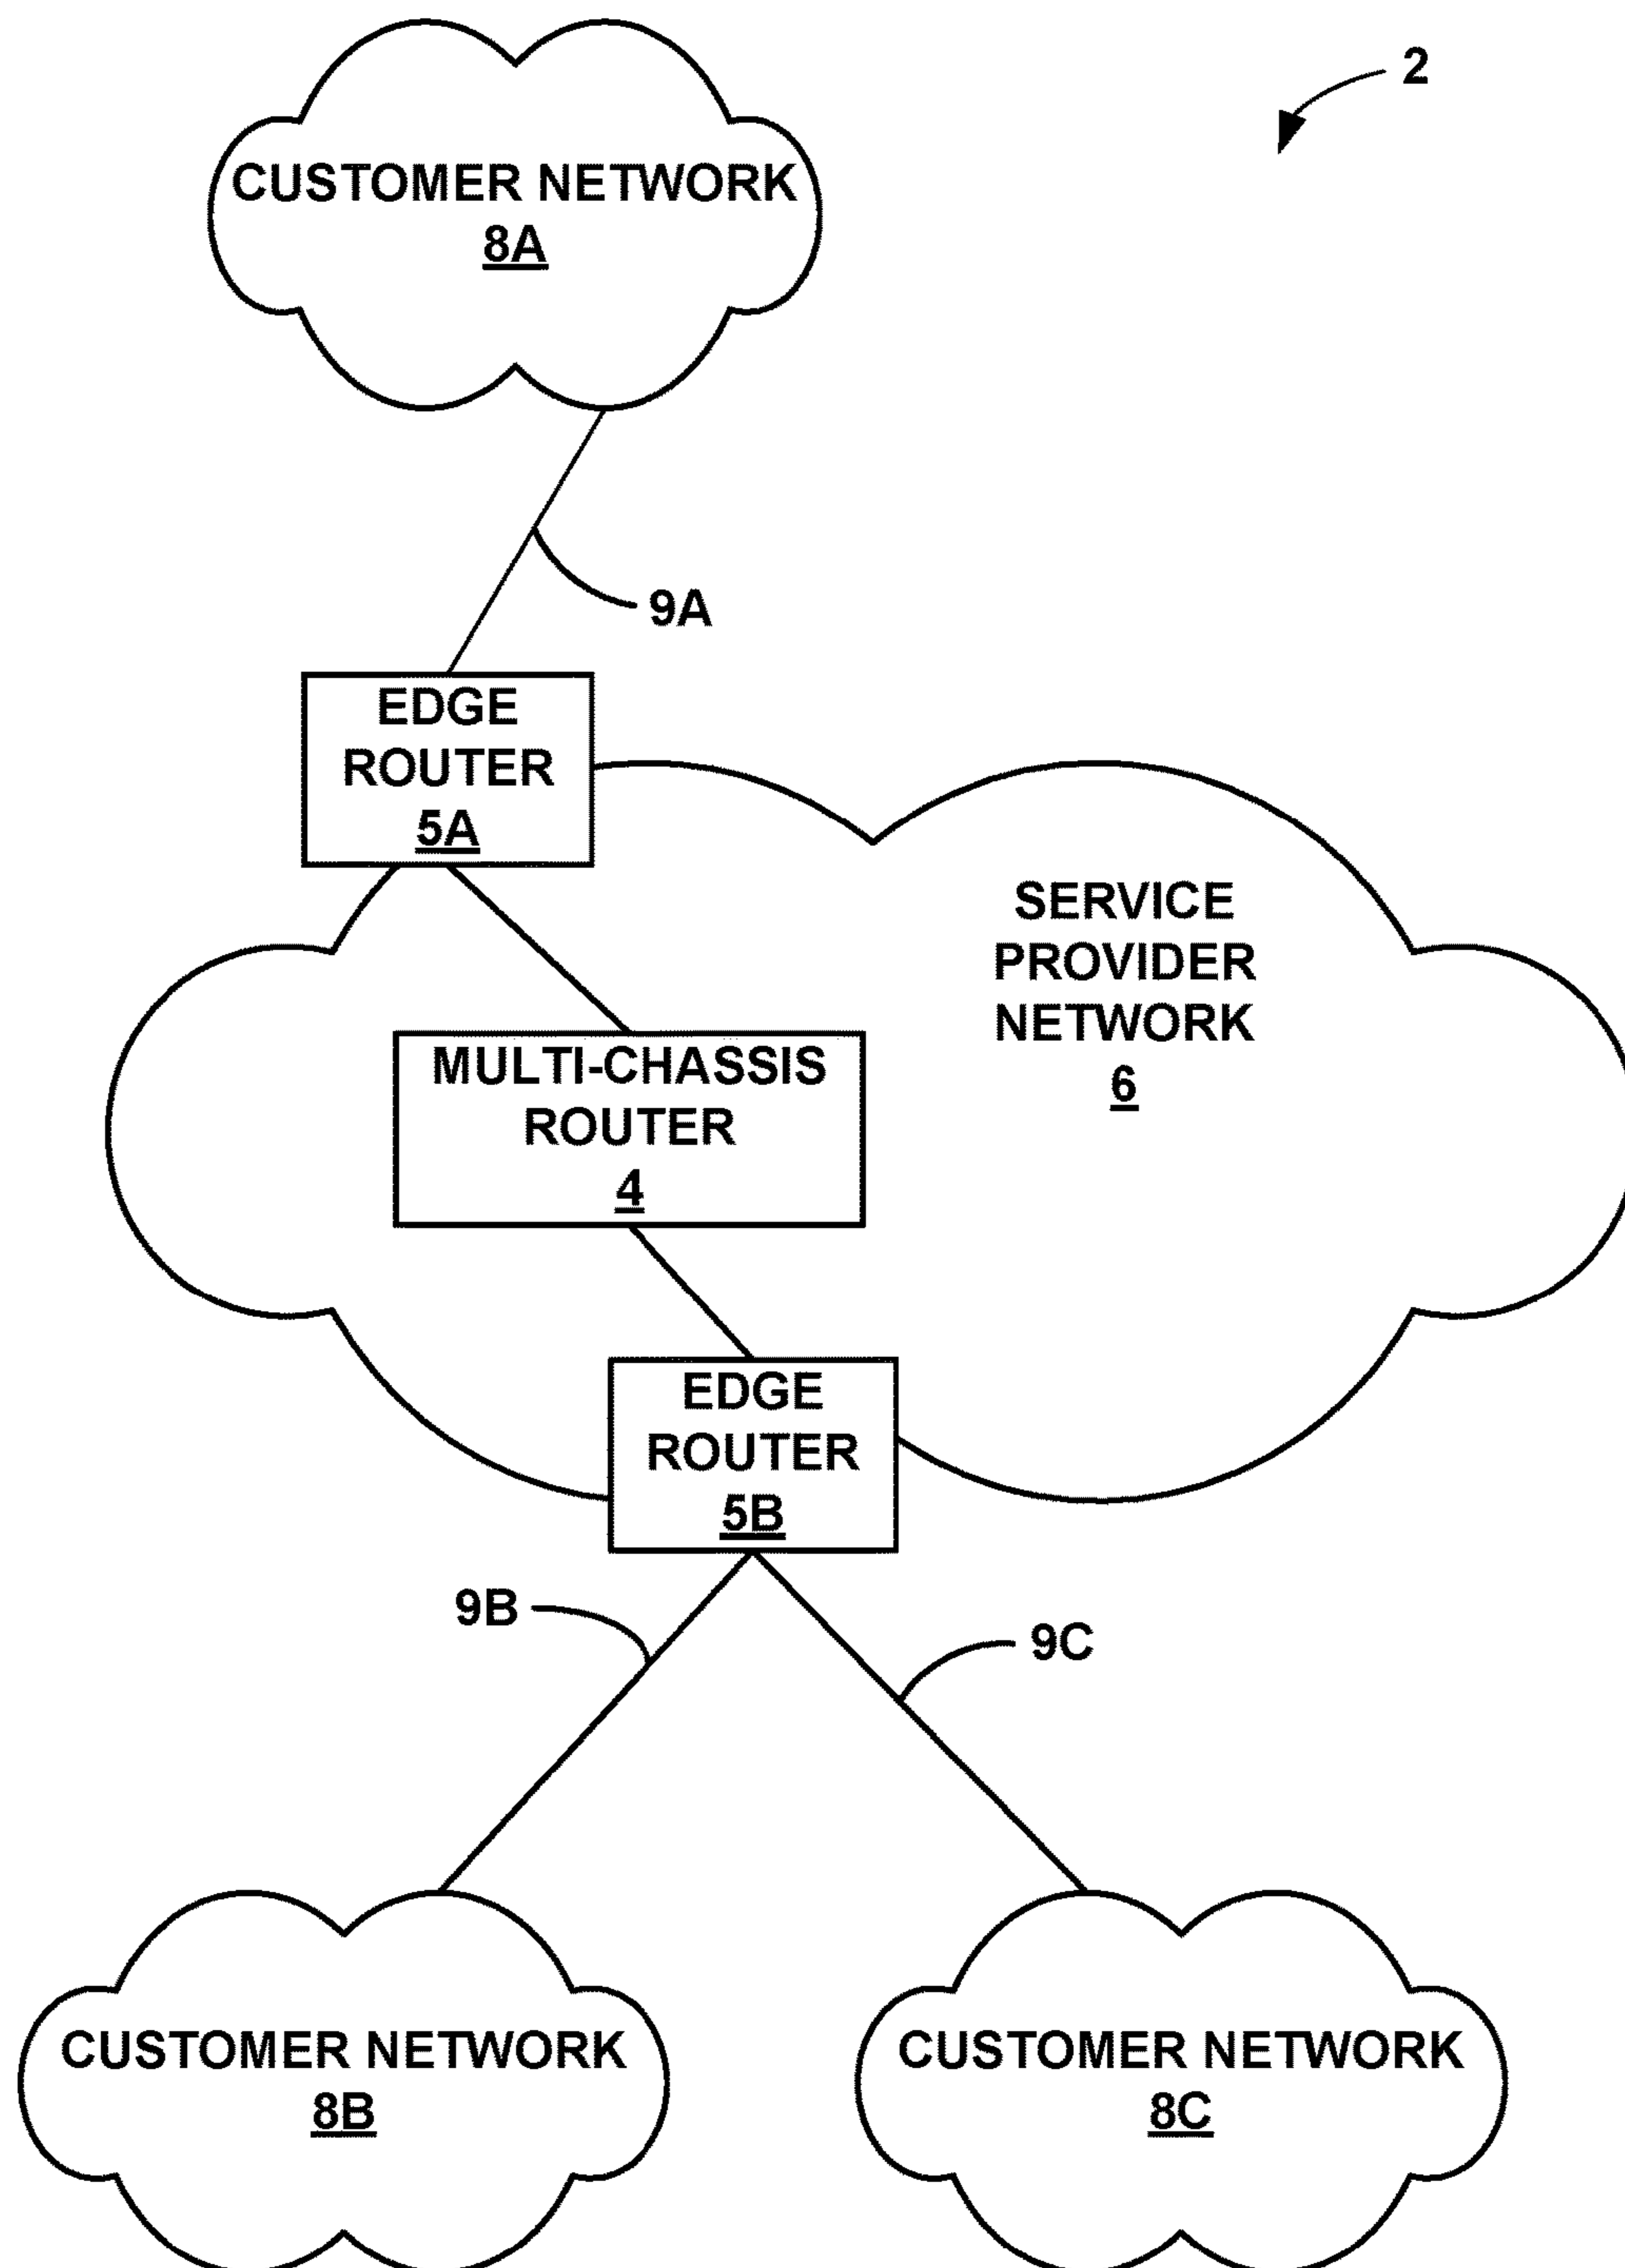 2
CUSTOMER NETWORK
8A
9A
EDGE
ROUTER
5A
SERVICE
PROVIDER
NETWORK
6
MULTI-CHASSIS
ROUTER
4
EDGE
ROUTER
5B
9B
9C
CUSTOMER NETWORK
8B
CUSTOMER NETWORK
8C